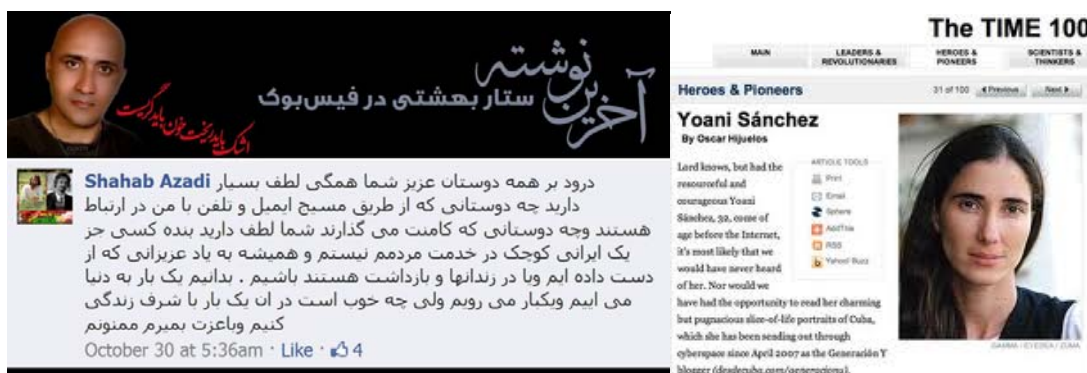 آخرین نوشته
ستار بهشتی در فیس‌بوک
اشک باید ریخت خون باید گریست
Shahab Azadi درود بر همه دوستان عزیز شما همگی لطف بسیار
دارید چه دوستانی که از طریق مسیج ایمیل و تلفن با من در ارتباط
هستند وچه دوستانی که کامنت می گذارند شما لطف دارید بنده کسی جز
یک ایرانی کوچک در خدمت مردمم نیستم و همیشه به یاد عزیزانی که از
دست داده ایم ویا در زندانها و بازداشت هستند باشیم . بدانیم یک بار به دنیا
می اییم ویکبار می رویم ولی چه خوب است در ان یک بار با شرف زندگی
کنیم وباعزت بمیرم ممنونم
October 30 at 5:36am · Like · 4
The TIME 100
MAIN
LEADERS & REVOLUTIONARIES
HEROES & PIONEERS
SCIENTISTS & THINKERS
Heroes & Pioneers
31 of 100
Previous
Next
Yoani Sánchez
By Oscar Hijuelos
Lord knows, but had the
resourceful and
courageous Yoani
Sánchez, 32, come of
age before the Internet,
it's most likely that we
would have never heard
of her. Nor would we
have had the opportunity to read her charming
but pugnacious slice-of-life portraits of Cuba,
which she has been sending out through
cyberspace since April 2007 as the Generación Y
blogger (desdecuba.com/generaciony).
ARTICLE TOOLS
Print
Email
Sphere
AddThis
RSS
Yahoo! Buzz